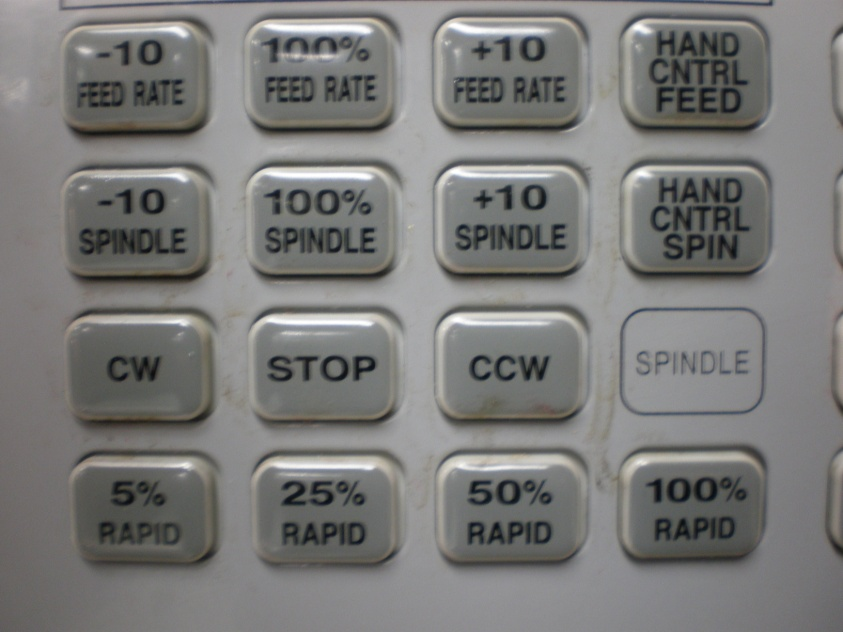 -10
FEED RATE
100%
FEED RATE
+10
FEED RATE
HAND
CNTRL
FEED
-10
SPINDLE
100%
SPINDLE
+10
SPINDLE
HAND
CNTRL
SPIN
CW
STOP
CCW
SPINDLE
5%
RAPID
25%
RAPID
50%
RAPID
100%
RAPID